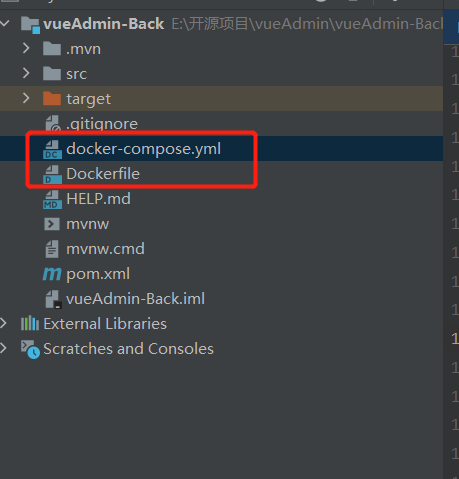 vueAdmin-Back E:\开源项目\vueAdmin\vueAdmin-Back
.mvn
src
target
.gitignore
docker-compose.yml
Dockerfile
HELP.md
mvnw
mvnw.cmd
pom.xml
vueAdmin-Back.iml
External Libraries
Scratches and Consoles